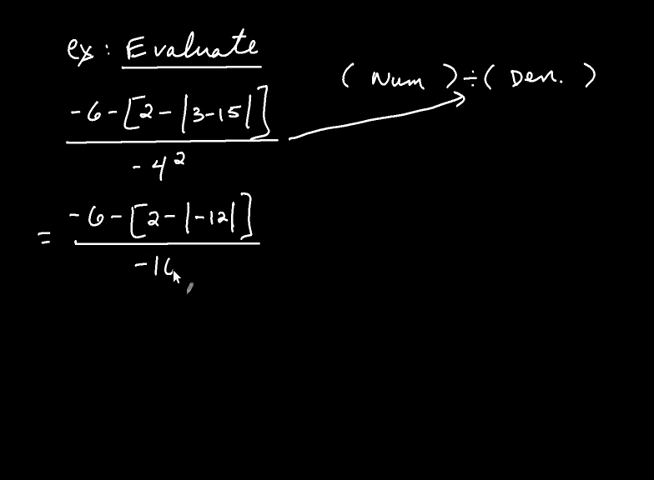 ex: Evaluate
-6-[2-|3-15|]
( Num ) ÷ ( Den. )
-4²
= -6-[2-|-12|]
-16